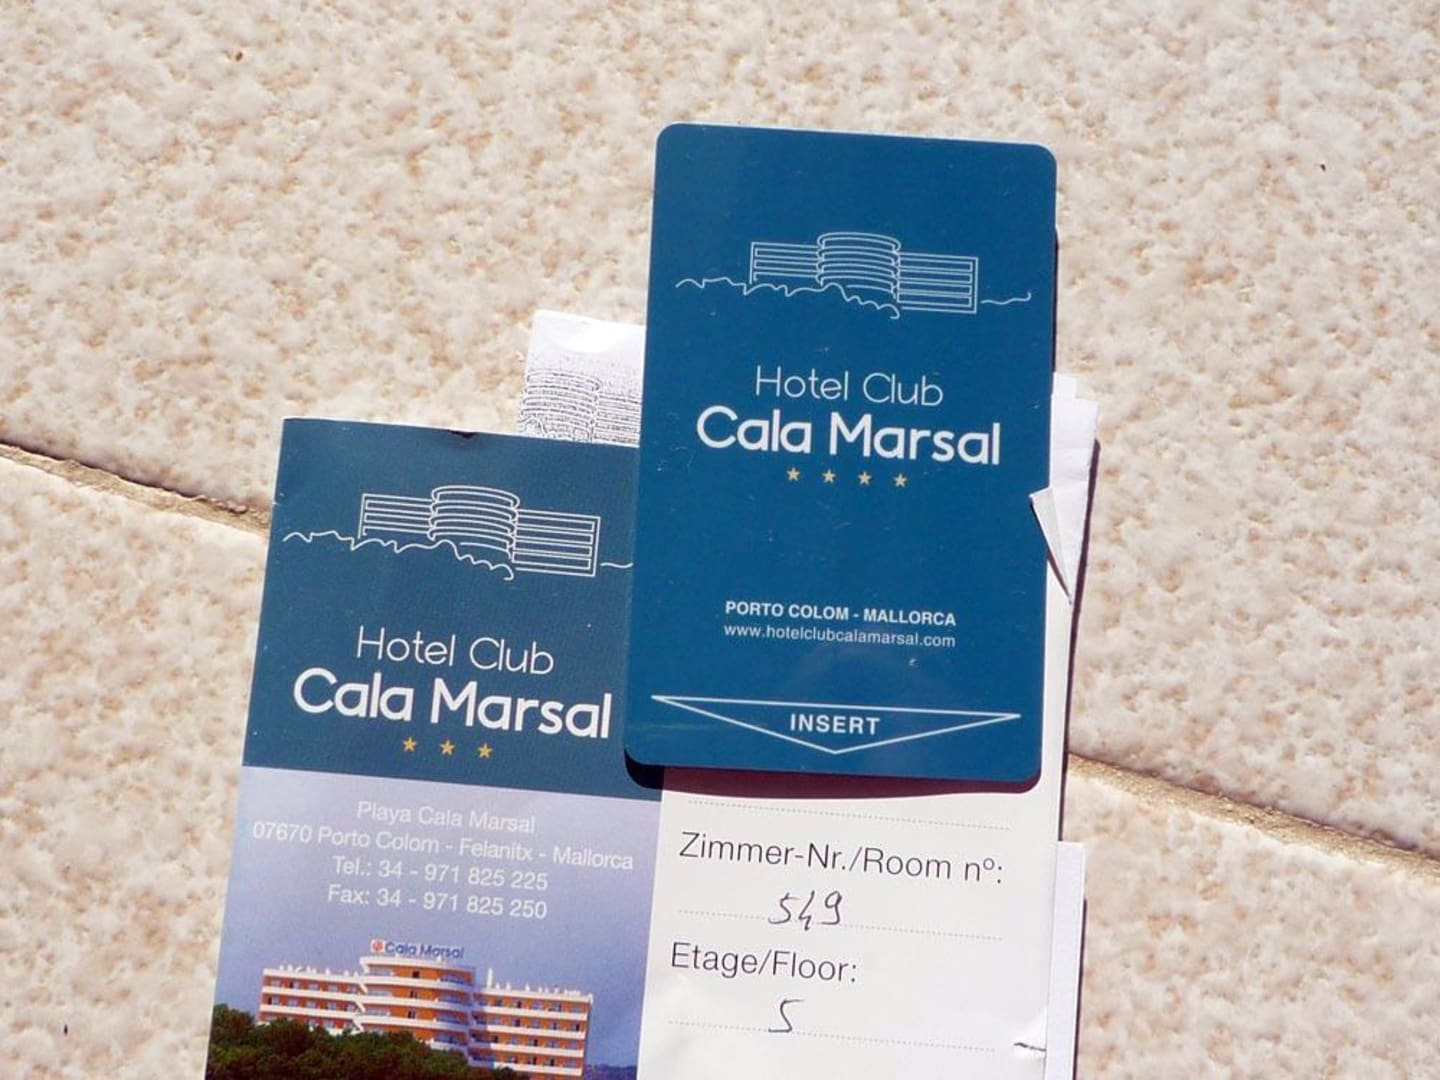 Hotel Club
Cala Marsal
PORTO COLOM - MALLORCA
www.hotelclubcalamarsal.com
INSERT
Hotel Club
Cala Marsal
Playa Cala Marsal
07670 Porto Colom - Felanitx - Mallorca
Tel.: 34 - 971 825 225
Fax: 34 - 971 825 250
Cala Marsal
Zimmer-Nr./Room nº:
549
Etage/Floor:
5